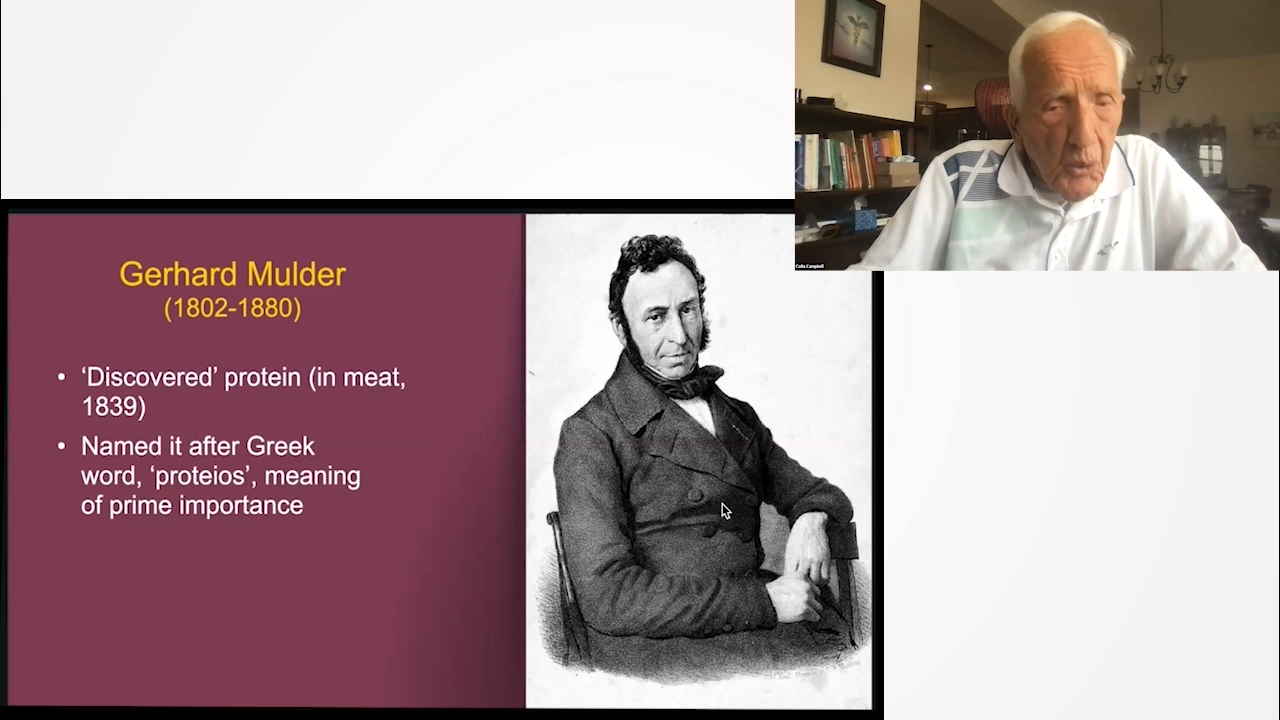 Gerhard Mulder
(1802-1880)
• ‘Discovered’ protein (in meat,
1839)
• Named it after Greek
word, ‘proteios’, meaning
of prime importance
Colin Campbell